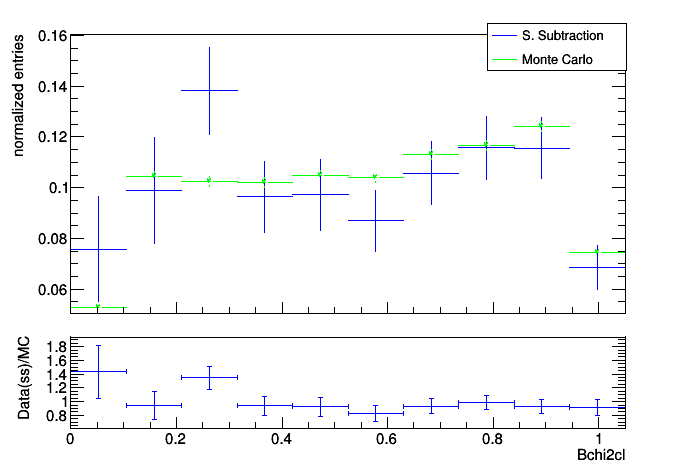 normalized entries
S. Subtraction
Monte Carlo
0.16
0.14
0.12
0.1
0.08
0.06
Data(ss)/MC
1.8
1.6
1.4
1.2
1
0.8
0 0.2 0.4 0.6 0.8 1
Bchi2cl